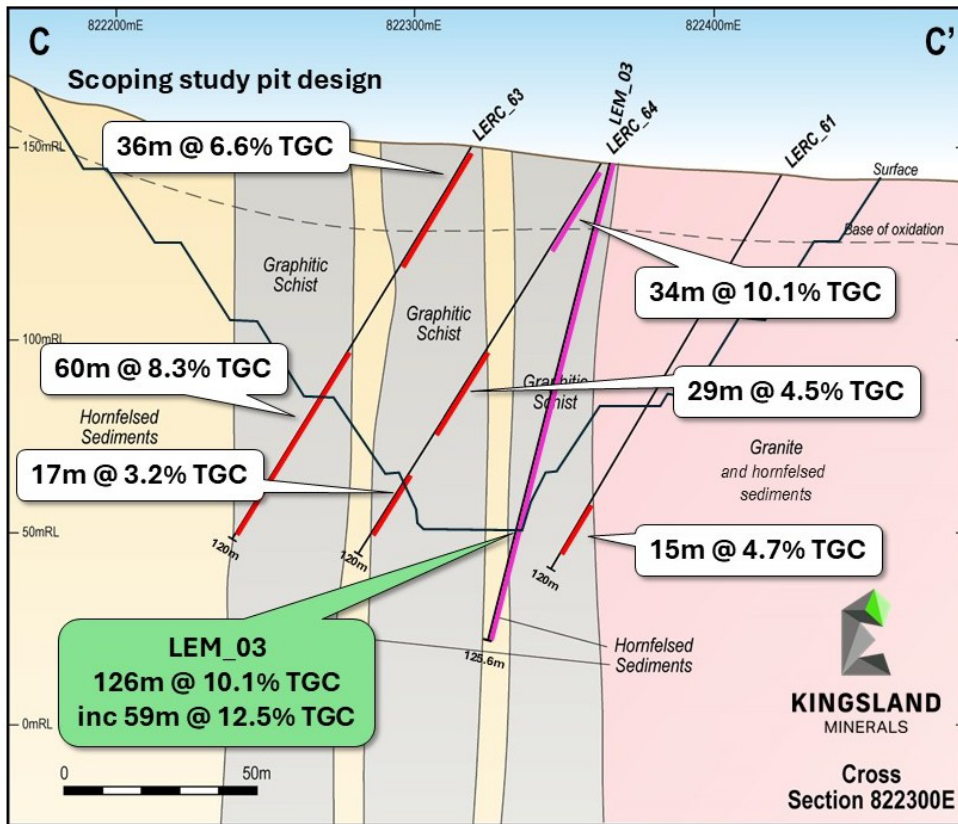 822200mE
822300mE
822400mE
C
C'
Scoping study pit design
LERC_63
LEM_03
LERC_64
LERC_61
36m @ 6.6% TGC
150mRL
Surface
Base of oxidation
Graphitic
Schist
34m @ 10.1% TGC
Graphitic
Schist
100mRL
60m @ 8.3% TGC
29m @ 4.5% TGC
Graphitic
Schist
Hornfelsed
Sediments
Granite
and hornfelsed
sediments
17m @ 3.2% TGC
50mRL
120m
120m
120m
15m @ 4.7% TGC
LEM_03
126m @ 10.1% TGC
inc 59m @ 12.5% TGC
125.6m
Hornfelsed
Sediments
0mRL
KINGSLAND
MINERALS
0
50m
Cross
Section 822300E